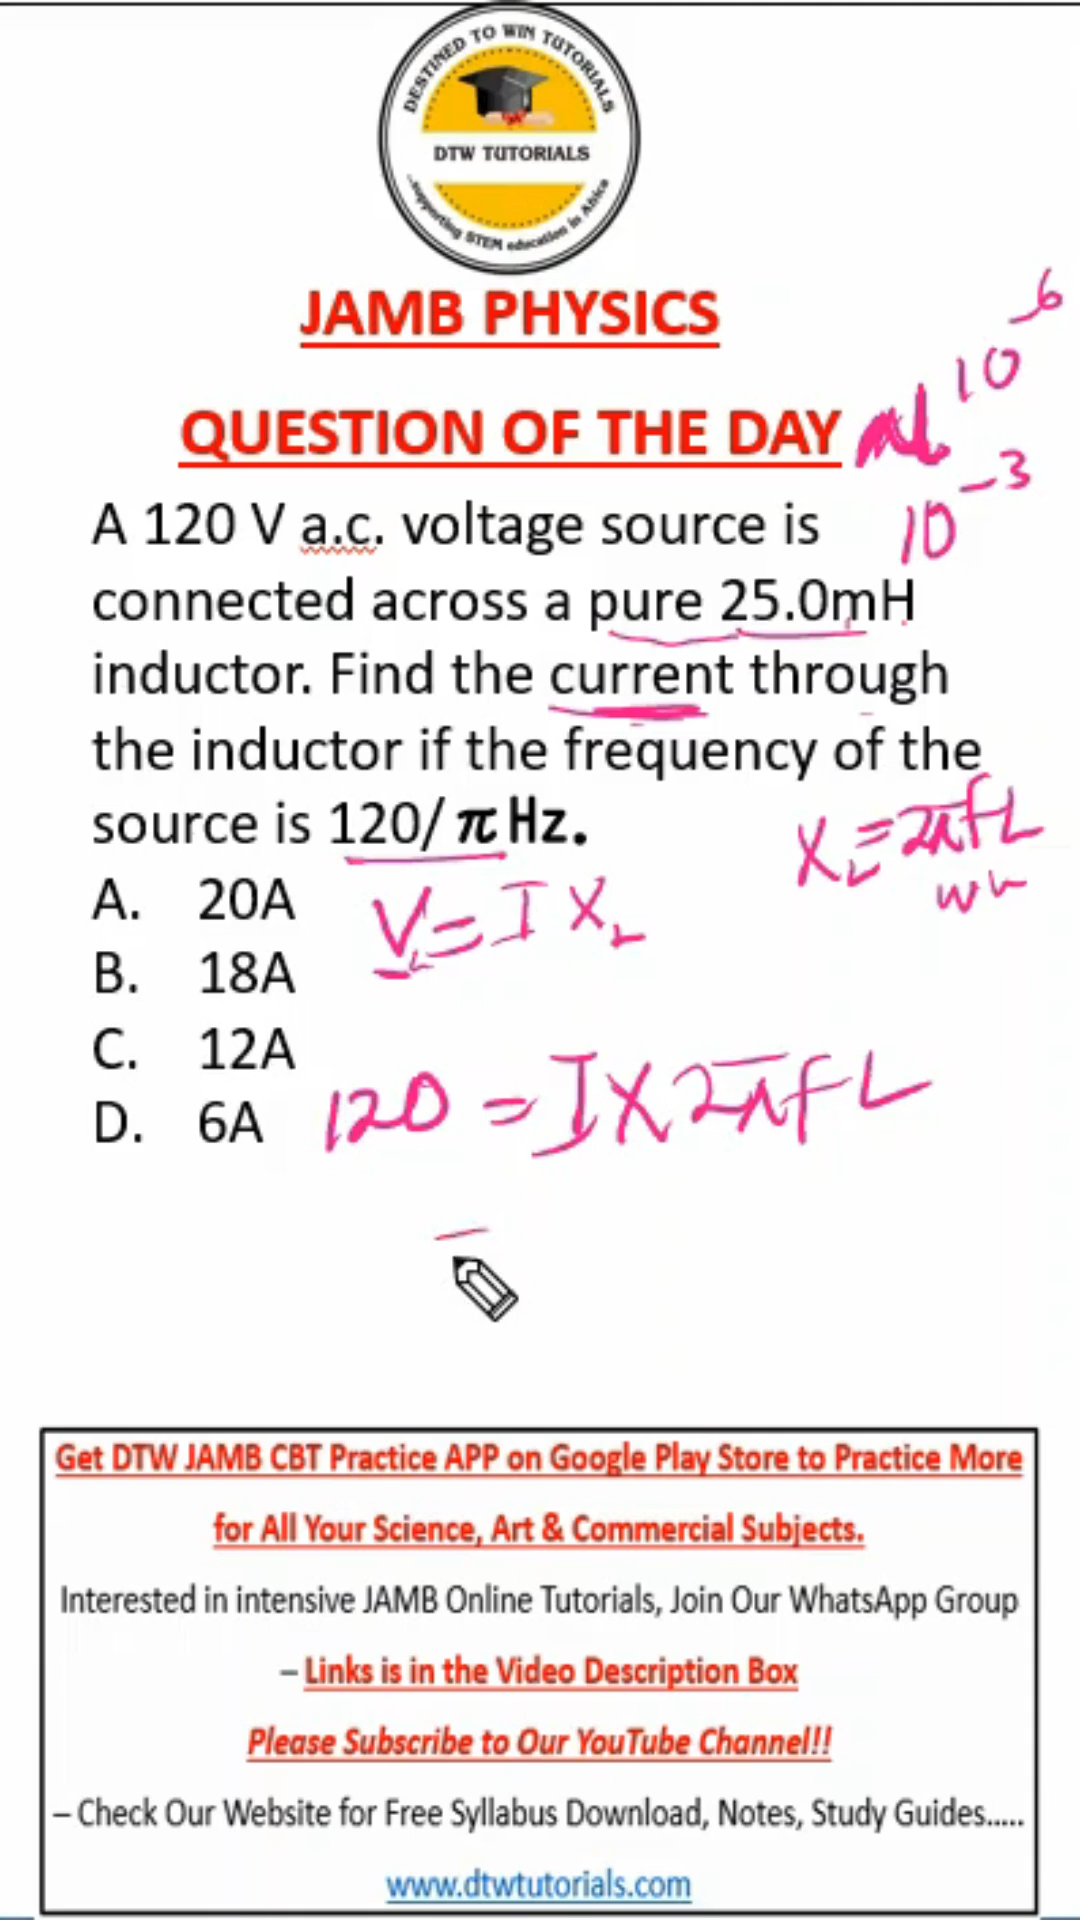 DESTINED TO WIN TUTORIALS
DTW TUTORIALS
...supporting STEM education in Africa
JAMB PHYSICS
10⁻⁶
QUESTION OF THE DAY
10⁻³
A 120 V a.c. voltage source is
connected across a pure 25.0mH
inductor. Find the current through
the inductor if the frequency of the
source is 120/ π Hz.
X_L = 2πfL
wL
A. 20A
V_L = I X_L
B. 18A
C. 12A
D. 6A
120 = I X 2πfL
Get DTW JAMB CBT Practice APP on Google Play Store to Practice More
for All Your Science, Art & Commercial Subjects.
Interested in intensive JAMB Online Tutorials, Join Our WhatsApp Group
– Links is in the Video Description Box
Please Subscribe to Our YouTube Channel!!
– Check Our Website for Free Syllabus Download, Notes, Study Guides.....
www.dtwtutorials.com